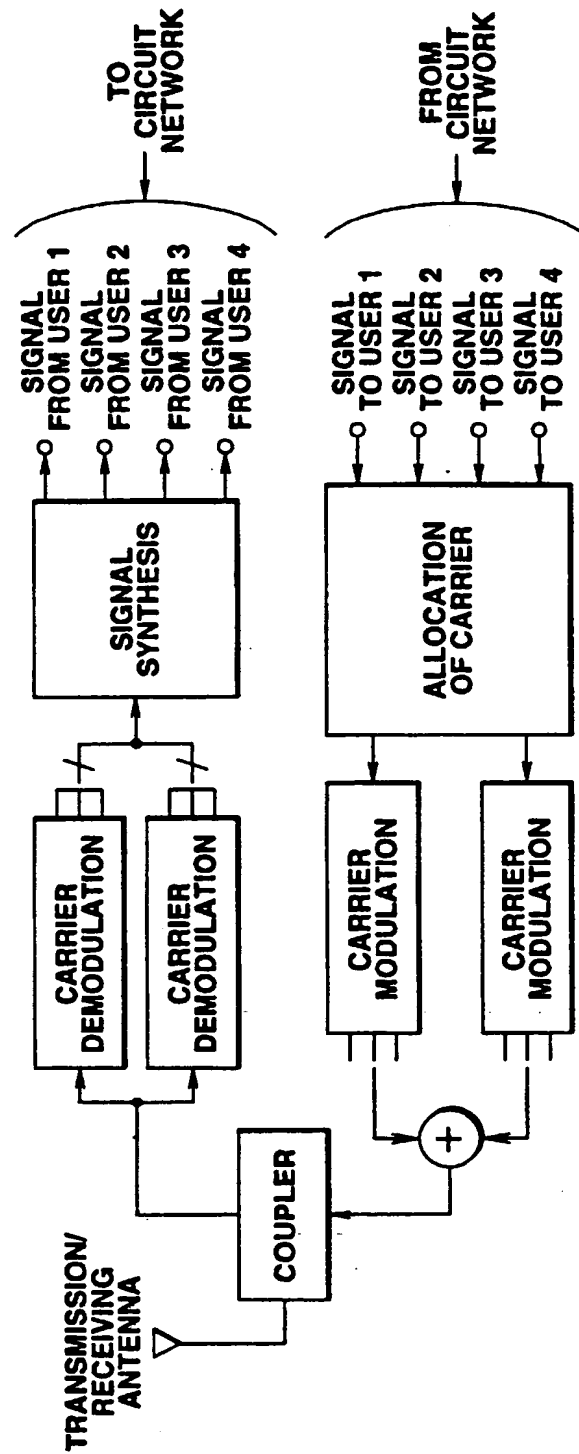 TRANSMISSION/
RECEIVING
ANTENNA
COUPLER
CARRIER
DEMODULATION
CARRIER
DEMODULATION
SIGNAL
SYNTHESIS
SIGNAL
FROM USER 1
SIGNAL
FROM USER 2
SIGNAL
FROM USER 3
SIGNAL
FROM USER 4
TO
CIRCUIT
NETWORK
+
CARRIER
MODULATION
CARRIER
MODULATION
ALLOCATION
OF CARRIER
SIGNAL
TO USER 1
SIGNAL
TO USER 2
SIGNAL
TO USER 3
SIGNAL
TO USER 4
FROM
CIRCUIT
NETWORK